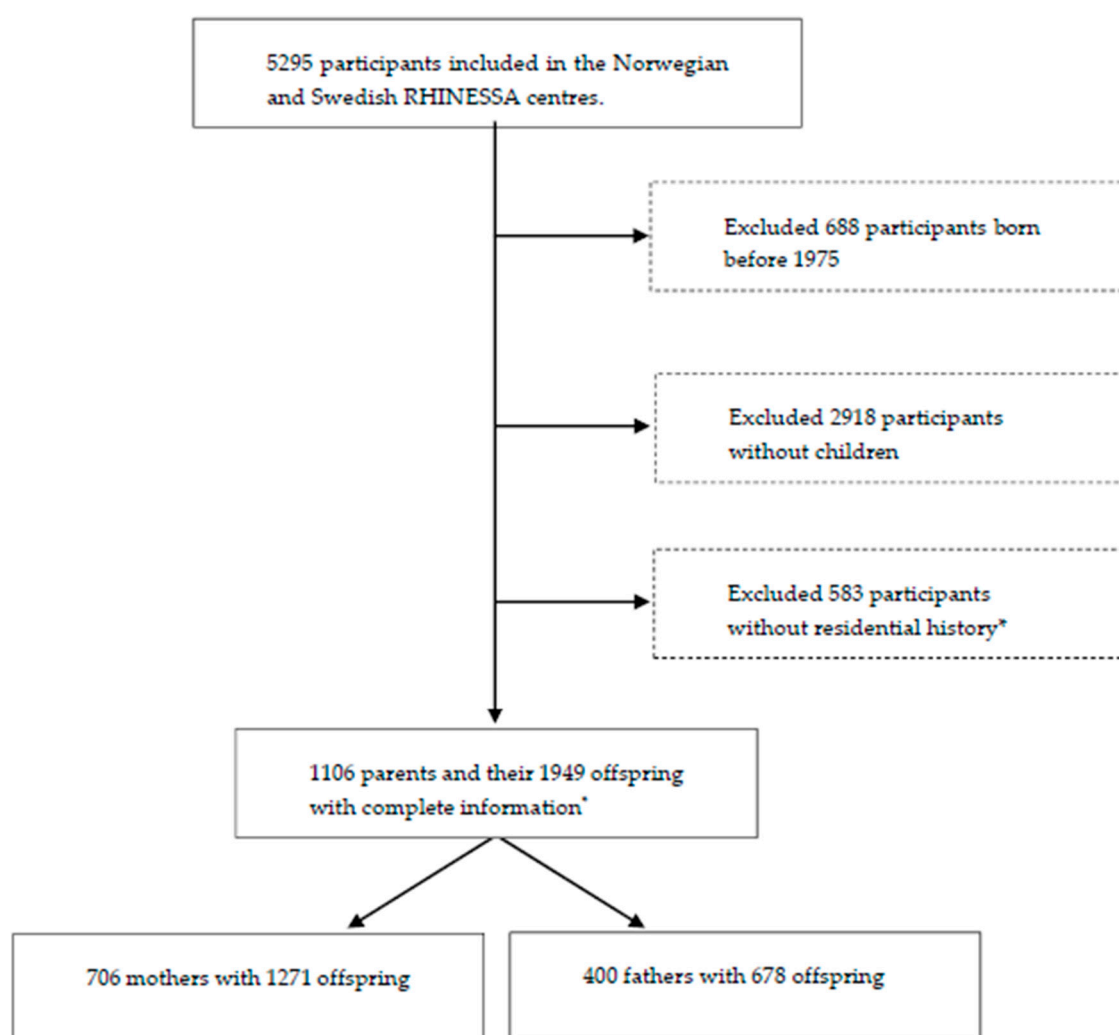 5295 participants included in the Norwegian
and Swedish RHINESSA centres.
Excluded 688 participants born
before 1975
Excluded 2918 participants
without children
Excluded 583 participants
without residential history*
1106 parents and their 1949 offspring
with complete information*
706 mothers with 1271 offspring
400 fathers with 678 offspring